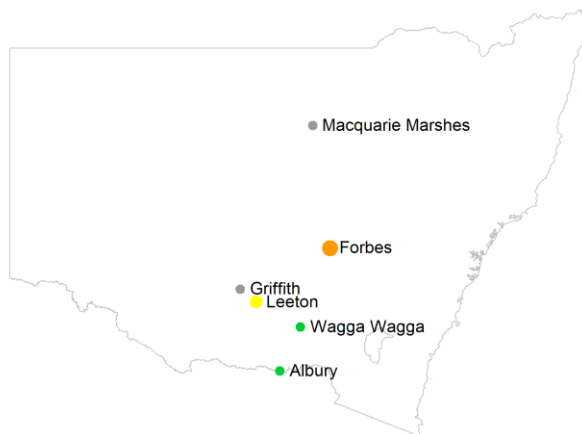 Macquarie Marshes
Forbes
Griffith
Leeton
Wagga Wagga
Albury